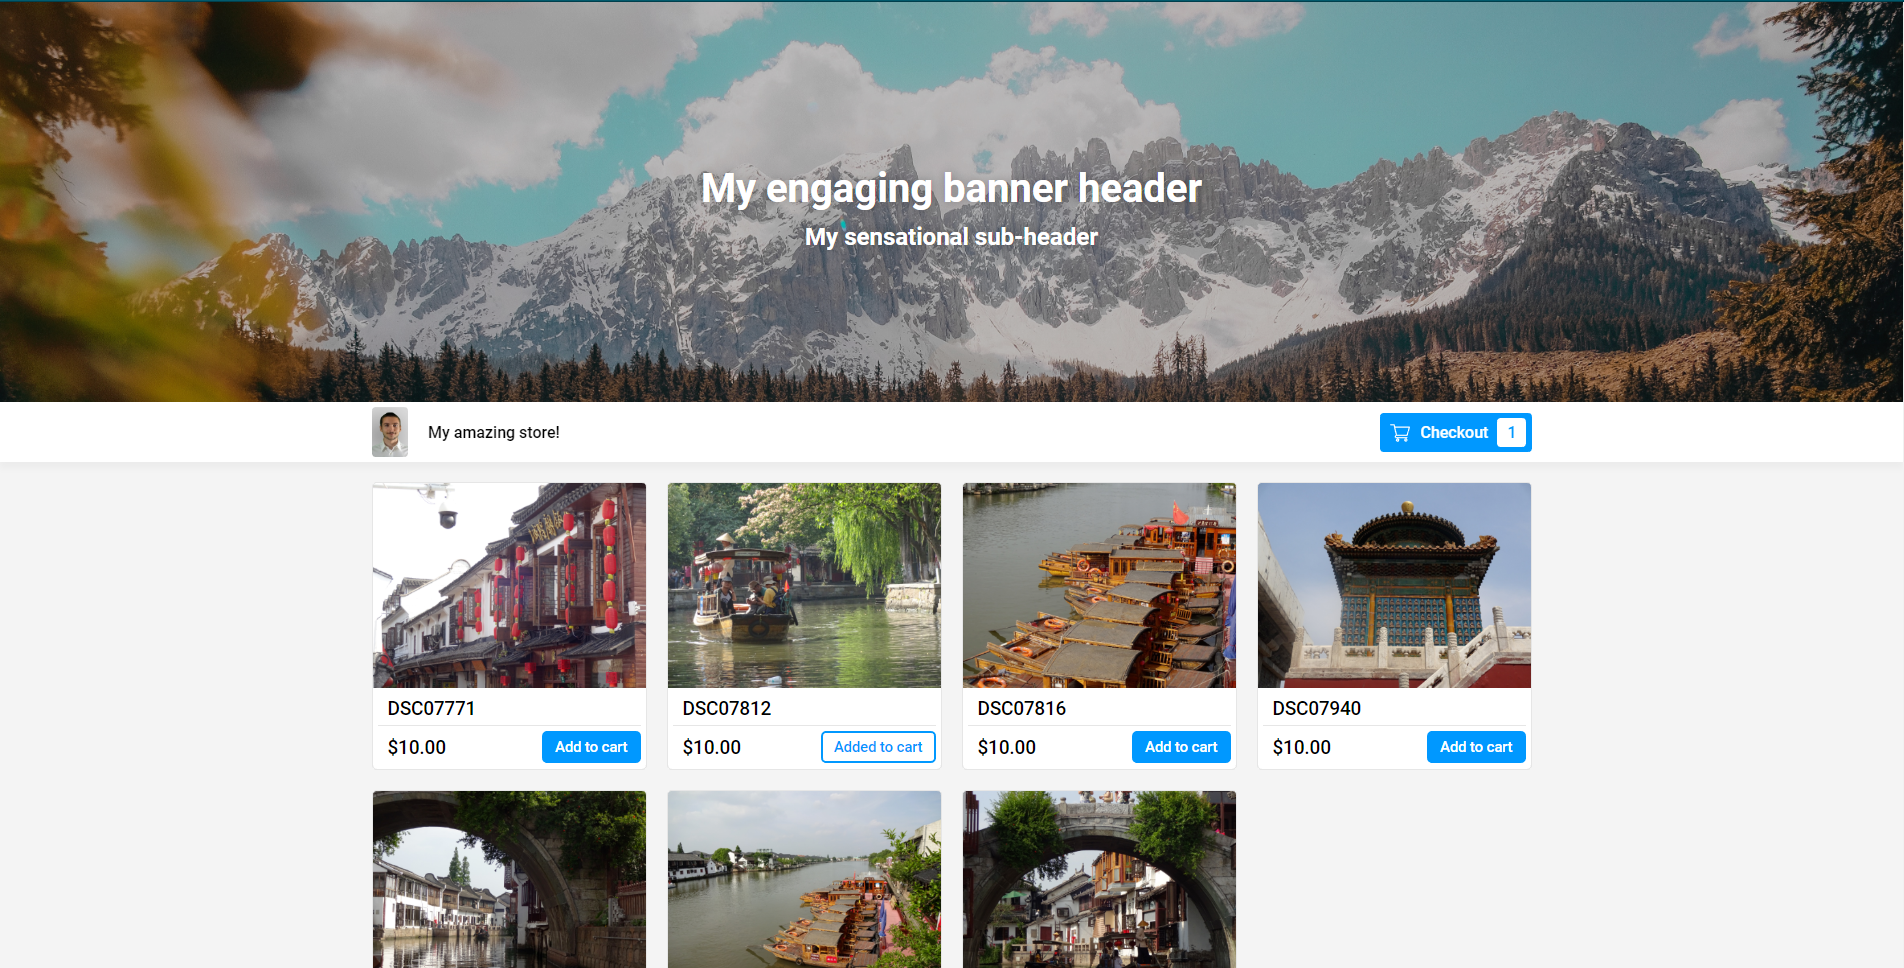 My engaging banner header
My sensational sub-header
My amazing store!
Checkout 1
DSC07771
$10.00 Add to cart
DSC07812
$10.00 Added to cart
DSC07816
$10.00 Add to cart
DSC07940
$10.00 Add to cart